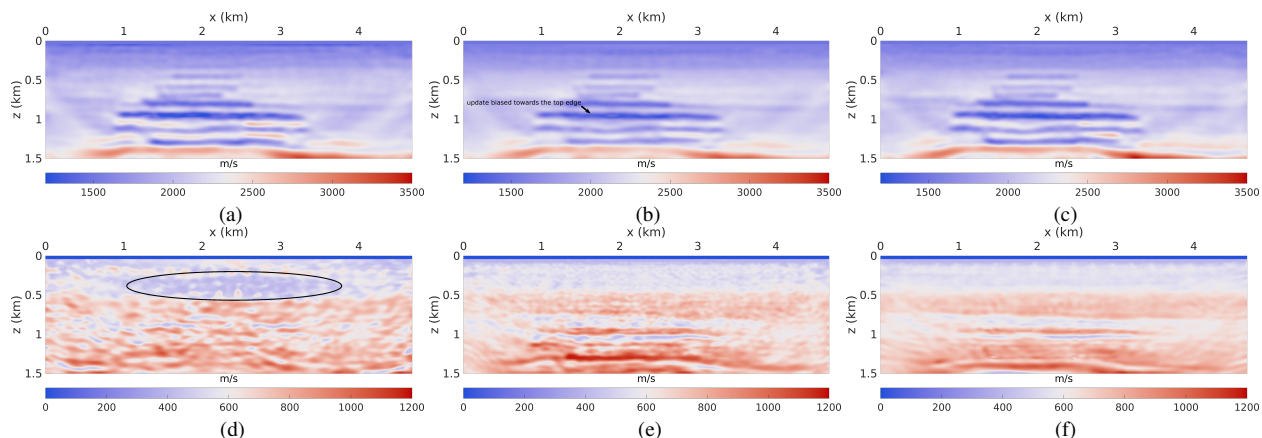 x (km) x (km) x (km)
0 1 2 3 4 0 1 2 3 4 0 1 2 3 4
0 0 0
z (km) 0.5 z (km) 0.5 z (km) 0.5
update biased towards the top edge
1 1 1
1.5 1.5 1.5
m/s m/s m/s
1500 2000 2500 3000 3500 1500 2000 2500 3000 3500 1500 2000 2500 3000 3500
(a) (b) (c)
x (km) x (km) x (km)
0 1 2 3 4 0 1 2 3 4 0 1 2 3 4
0 0 0
z (km) 0.5 z (km) 0.5 z (km) 0.5
1 1 1
1.5 1.5 1.5
m/s m/s m/s
0 200 400 600 800 1000 1200 0 200 400 600 800 1000 1200 0 200 400 600 800 1000 1200
(d) (e) (f)